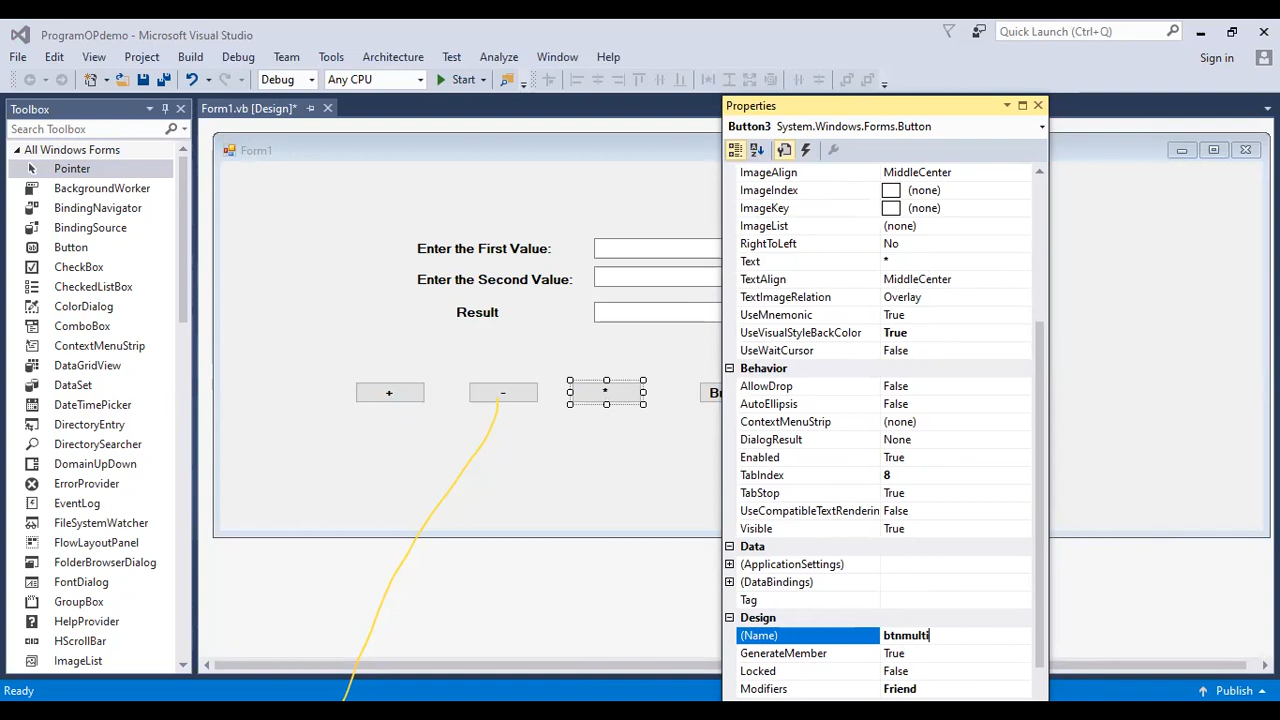 ProgramOPdemo - Microsoft Visual Studio
Quick Launch (Ctrl+Q)
File Edit View Project Build Debug Team Tools Architecture Test Analyze Window Help
Sign in
Debug Any CPU Start
Toolbox
Search Toolbox
All Windows Forms
Pointer
BackgroundWorker
BindingNavigator
BindingSource
Button
CheckBox
CheckedListBox
ColorDialog
ComboBox
ContextMenuStrip
DataGridView
DataSet
DateTimePicker
DirectoryEntry
DirectorySearcher
DomainUpDown
ErrorProvider
EventLog
FileSystemWatcher
FlowLayoutPanel
FolderBrowserDialog
FontDialog
GroupBox
HelpProvider
HScrollBar
ImageList
Form1.vb [Design]*
Form1
Enter the First Value:
Enter the Second Value:
Result
+ - * Bu
Properties
Button3 System.Windows.Forms.Button
ImageAlign MiddleCenter
ImageIndex (none)
ImageKey (none)
ImageList (none)
RightToLeft No
Text *
TextAlign MiddleCenter
TextImageRelation Overlay
UseMnemonic True
UseVisualStyleBackColor True
UseWaitCursor False
Behavior
AllowDrop False
AutoEllipsis False
ContextMenuStrip (none)
DialogResult None
Enabled True
TabIndex 8
TabStop True
UseCompatibleTextRenderin False
Visible True
Data
(ApplicationSettings)
(DataBindings)
Tag
Design
(Name) btnmulti
GenerateMember True
Locked False
Modifiers Friend
Ready
Publish